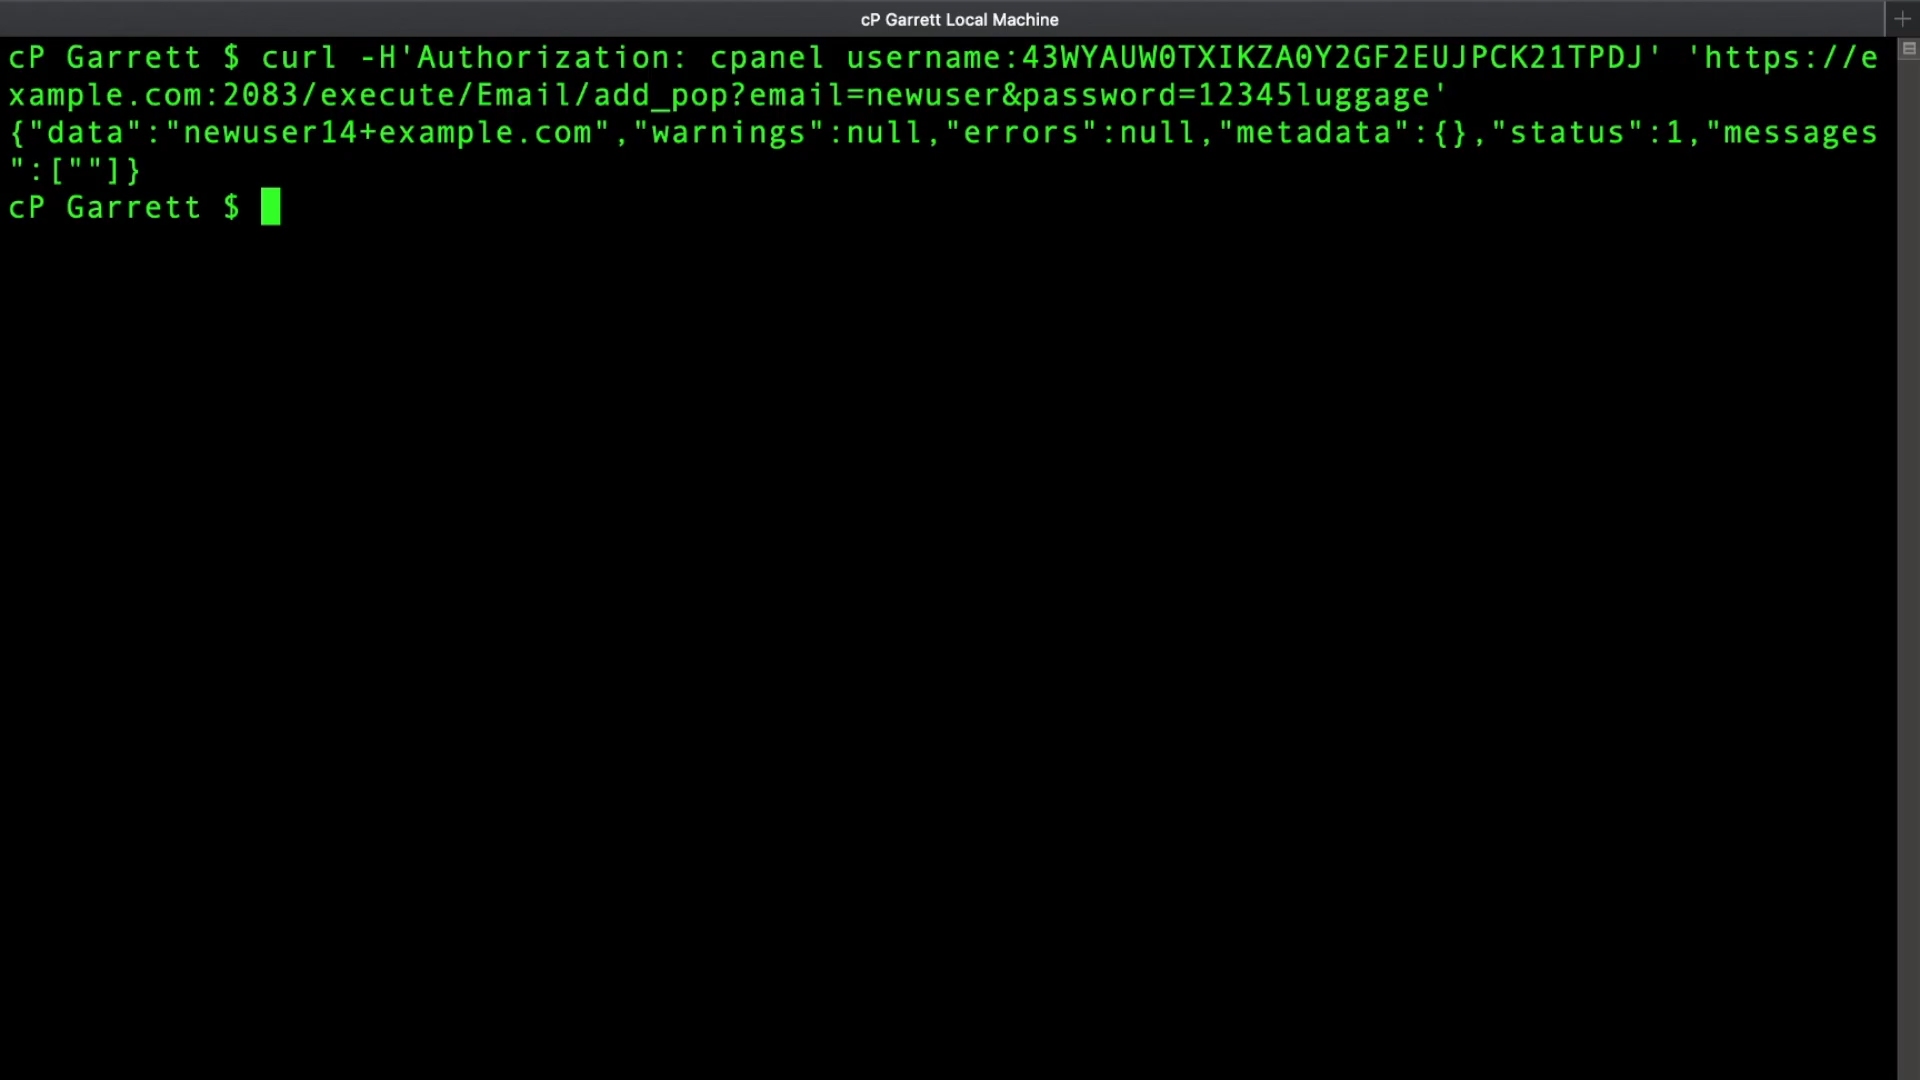 cP Garrett Local Machine
cP Garrett $ curl -H'Authorization: cpanel username:43WYAUW0TXIKZA0Y2GF2EUJPCK21TPDJ' 'https://e
xample.com:2083/execute/Email/add_pop?email=newuser&password=12345luggage'
{"data":"newuser14+example.com","warnings":null,"errors":null,"metadata":{},"status":1,"messages
":[""]}
cP Garrett $